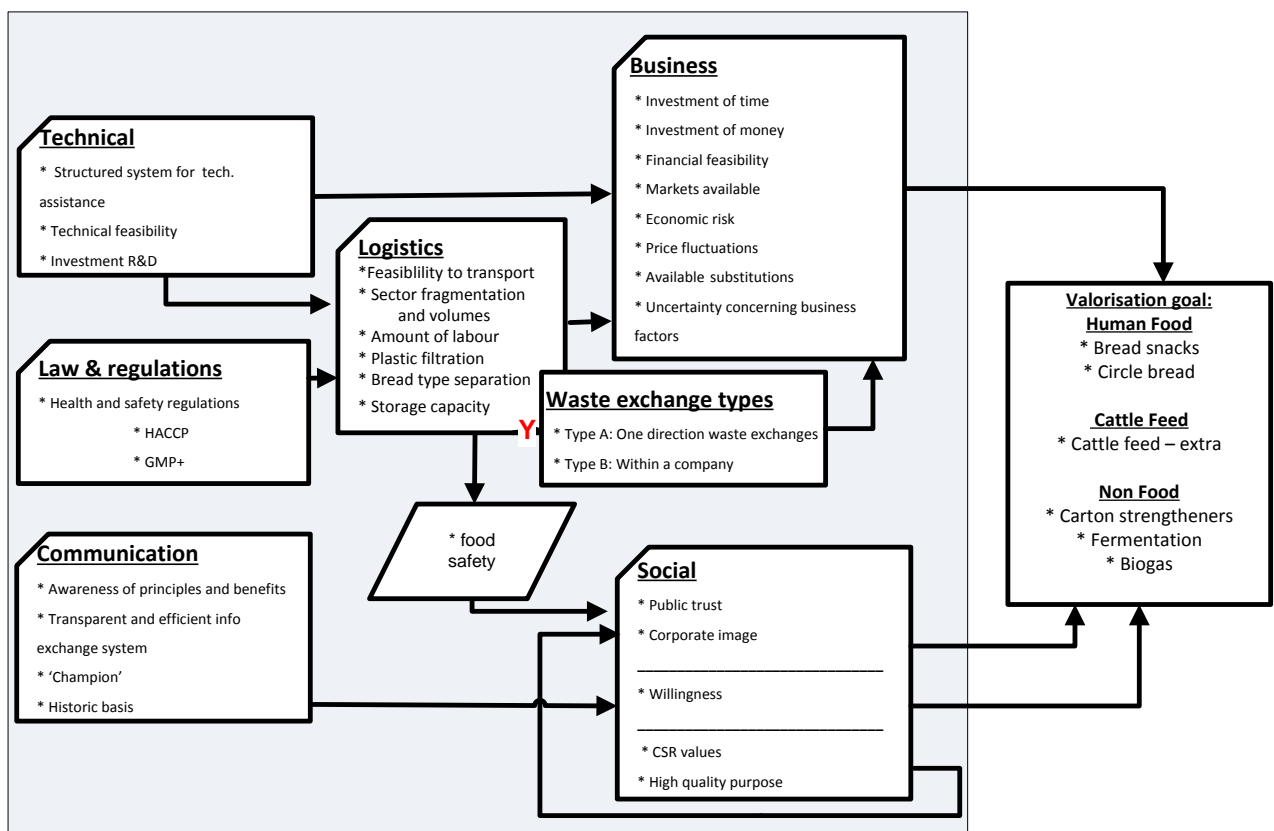 Business
* Investment of time
* Investment of money
* Financial feasibility
* Markets available
* Economic risk
* Price fluctuations
* Available substitutions
* Uncertainty concerning business
factors
Technical
* Structured system for tech.
assistance
* Technical feasibility
* Investment R&D
Logistics
*Feasiblility to transport
* Sector fragmentation
and volumes
* Amount of labour
* Plastic filtration
* Bread type separation
* Storage capacity
Law & regulations
* Health and safety regulations
* HACCP
* GMP+
Y
Waste exchange types
* Type A: One direction waste exchanges
* Type B: Within a company
* food
safety
Communication
* Awareness of principles and benefits
* Transparent and efficient info
exchange system
* ‘Champion’
* Historic basis
Social
* Public trust
* Corporate image
* Willingness
* CSR values
* High quality purpose
Valorisation goal:
Human Food
* Bread snacks
* Circle bread
Cattle Feed
* Cattle feed – extra
Non Food
* Carton strengtheners
* Fermentation
* Biogas